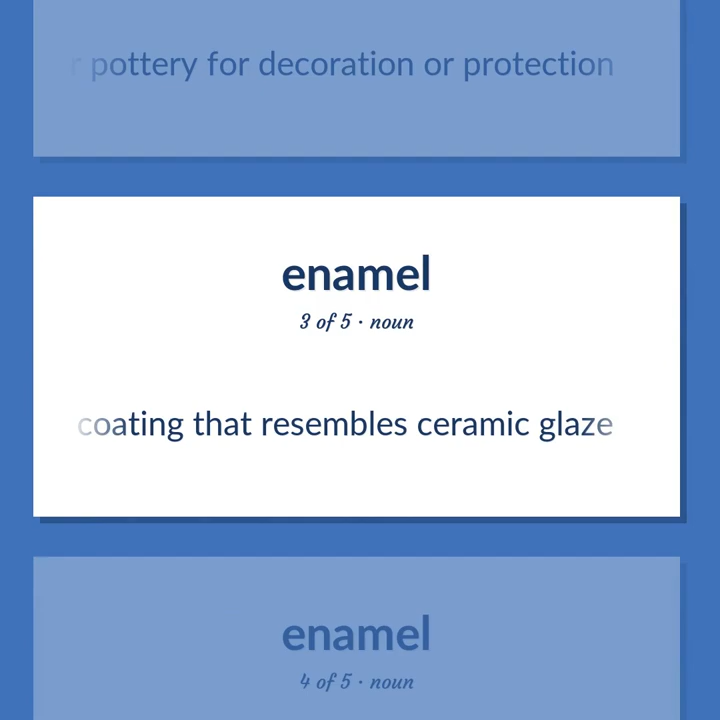 pottery for decoration or protection
enamel
3 of 5 · noun
coating that resembles ceramic glaze
enamel
4 of 5 · noun